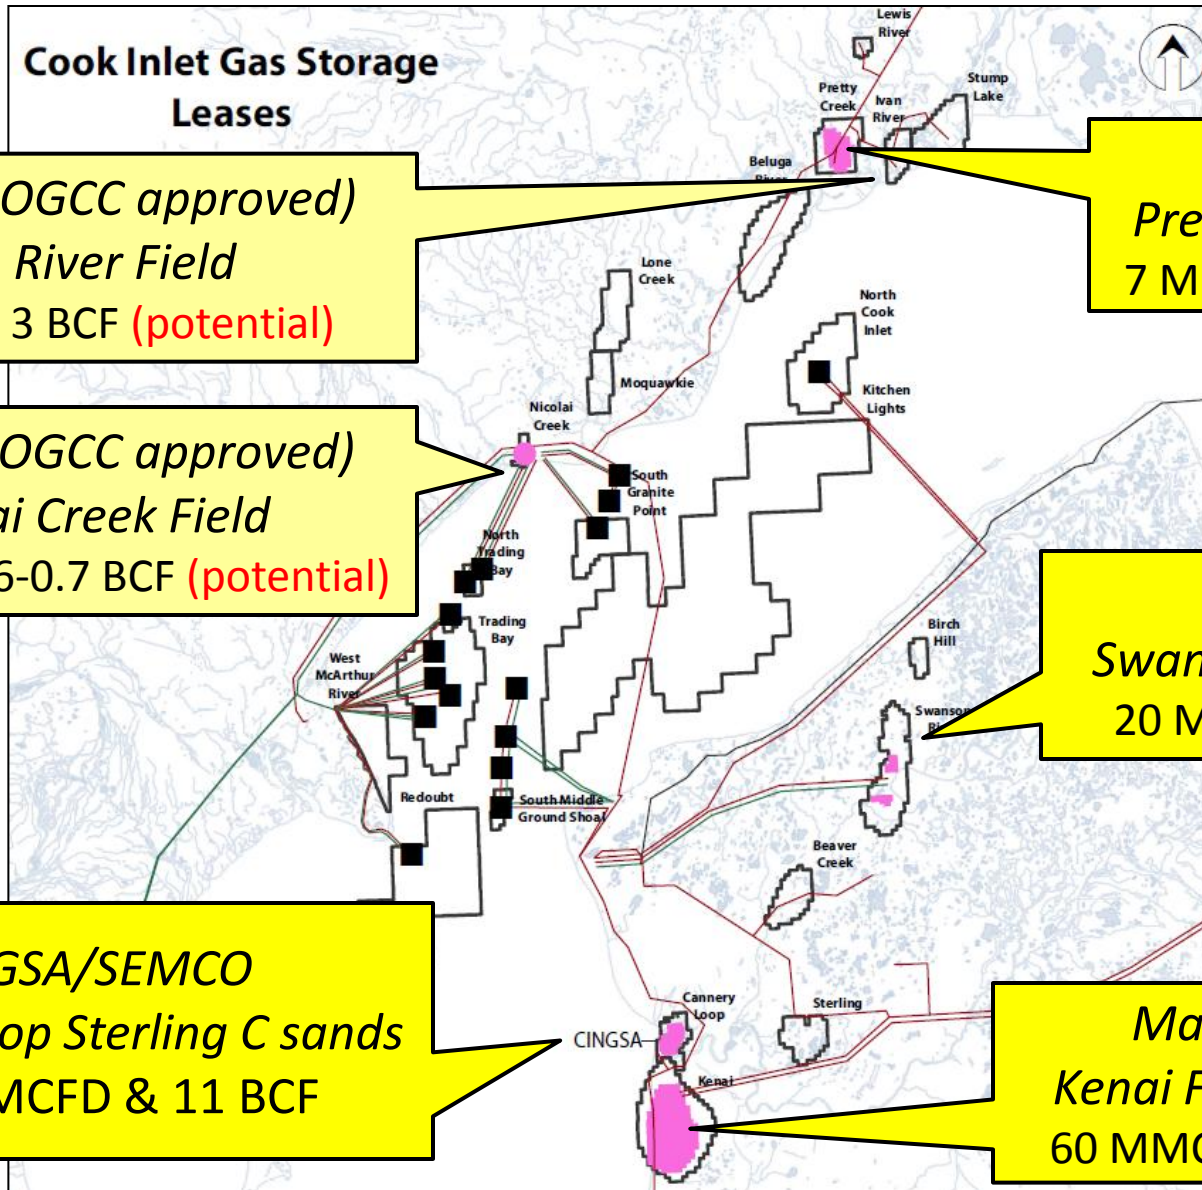 Cook Inlet Gas Storage
Leases
Lewis
River
Stump
Lake
Pretty
Creek
Ivan
River
Beluga
River
OGCC approved)
River Field
3 BCF (potential)
Pre
7 M
Lone
Creek
North
Cook
Inlet
Moquawkie
Kitchen
Lights
Nicolai
Creek
OGCC approved)
ai Creek Field
6-0.7 BCF (potential)
South
Granite
Point
North
Trading
Bay
Trading
Bay
Birch
Hill
West
McArthur
River
Swan
20 M
Swanson
Redoubt
South Middle
Ground Shoal
Beaver
Creek
GSA/SEMCO
oop Sterling C sands
MCFD & 11 BCF
Cannery
Loop
Sterling
CINGSA
Kenai
Ma
Kenai F
60 MMC